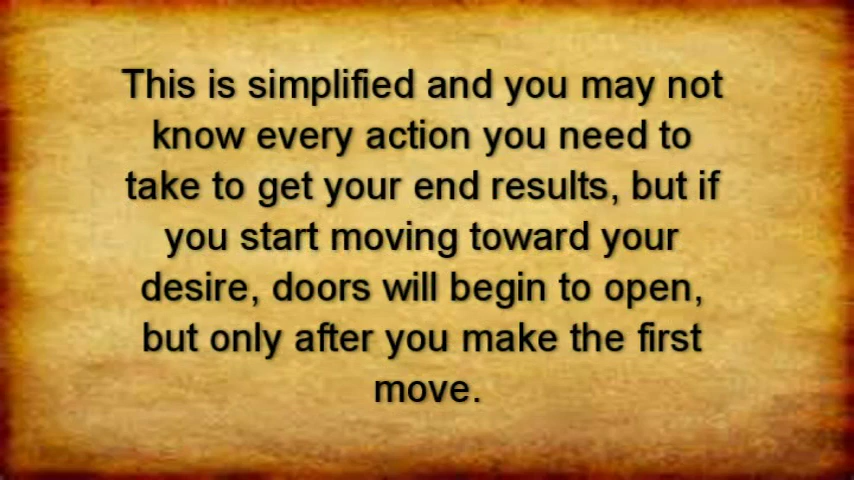 This is simplified and you may not
know every action you need to
take to get your end results, but if
you start moving toward your
desire, doors will begin to open,
but only after you make the first
move.